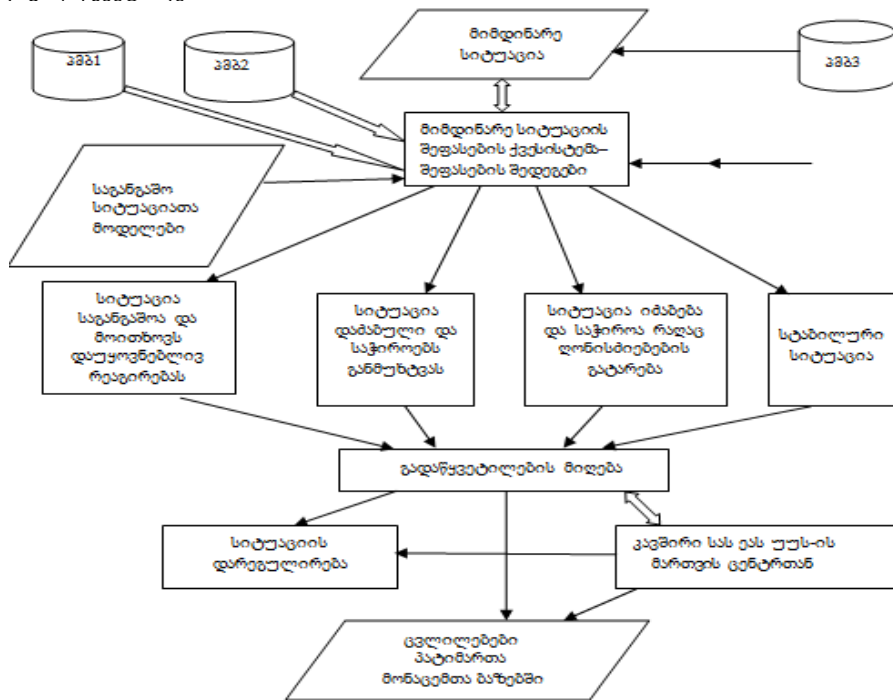 პმბ1
პმბ2
მიმდინარე
სიტუაცია
პმბ3
მიმდინარე სიტუაციის
შეფასების ქვესისტემა–
შეფასების შედეგები
საგანგაშო
სიტუაციათა
მოდელები
სიტუაცია
საგანგაშოა და
მოითხოვს
დაუყოვნებლივ
რეაგირებას
სიტუაცია
დაძაბული და
საჭიროებს
განმუხტვას
სიტუაცია იძაბება
და საჭიროა რაღაც
ღონისძიებების
გატარება
სტაბილური
სიტუაცია
გადაწყვეტილების მიღება
სიტუაციის
დარეგულირება
კავშირი სას ეას უუს-ის
მართვის ცენტრთან
ცვლილებები
პატიმართა
მონაცემთა ბაზებში